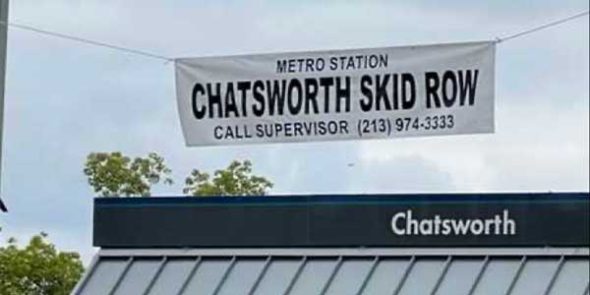 METRO STATION
CHATSWORTH SKID ROW
CALL SUPERVISOR (213) 974-3333
Chatsworth